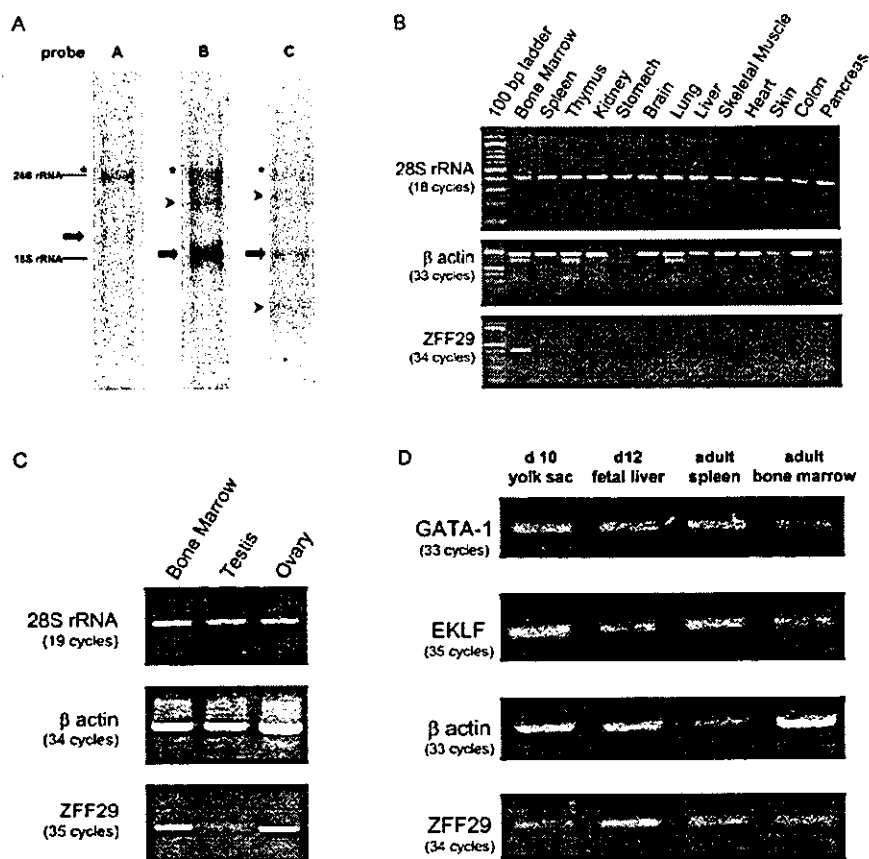 A
probe A B C
28S rRNA
18S rRNA
B
100 bp ladder
Bone Marrow
Spleen
Thymus
Kidney
Stomach
Brain
Lung
Liver
Skeletal Muscle
Heart
Skin
Colon
Pancreas
28S rRNA
(18 cycles)
β actin
(33 cycles)
ZFF29
(34 cycles)
C
Bone Marrow
Testis
Ovary
28S rRNA
(19 cycles)
β actin
(34 cycles)
ZFF29
(35 cycles)
D
d 10 d12 adult adult
yolk sac fetal liver spleen bone marrow
GATA-1
(33 cycles)
EKLF
(35 cycles)
β actin
(33 cycles)
ZFF29
(34 cycles)